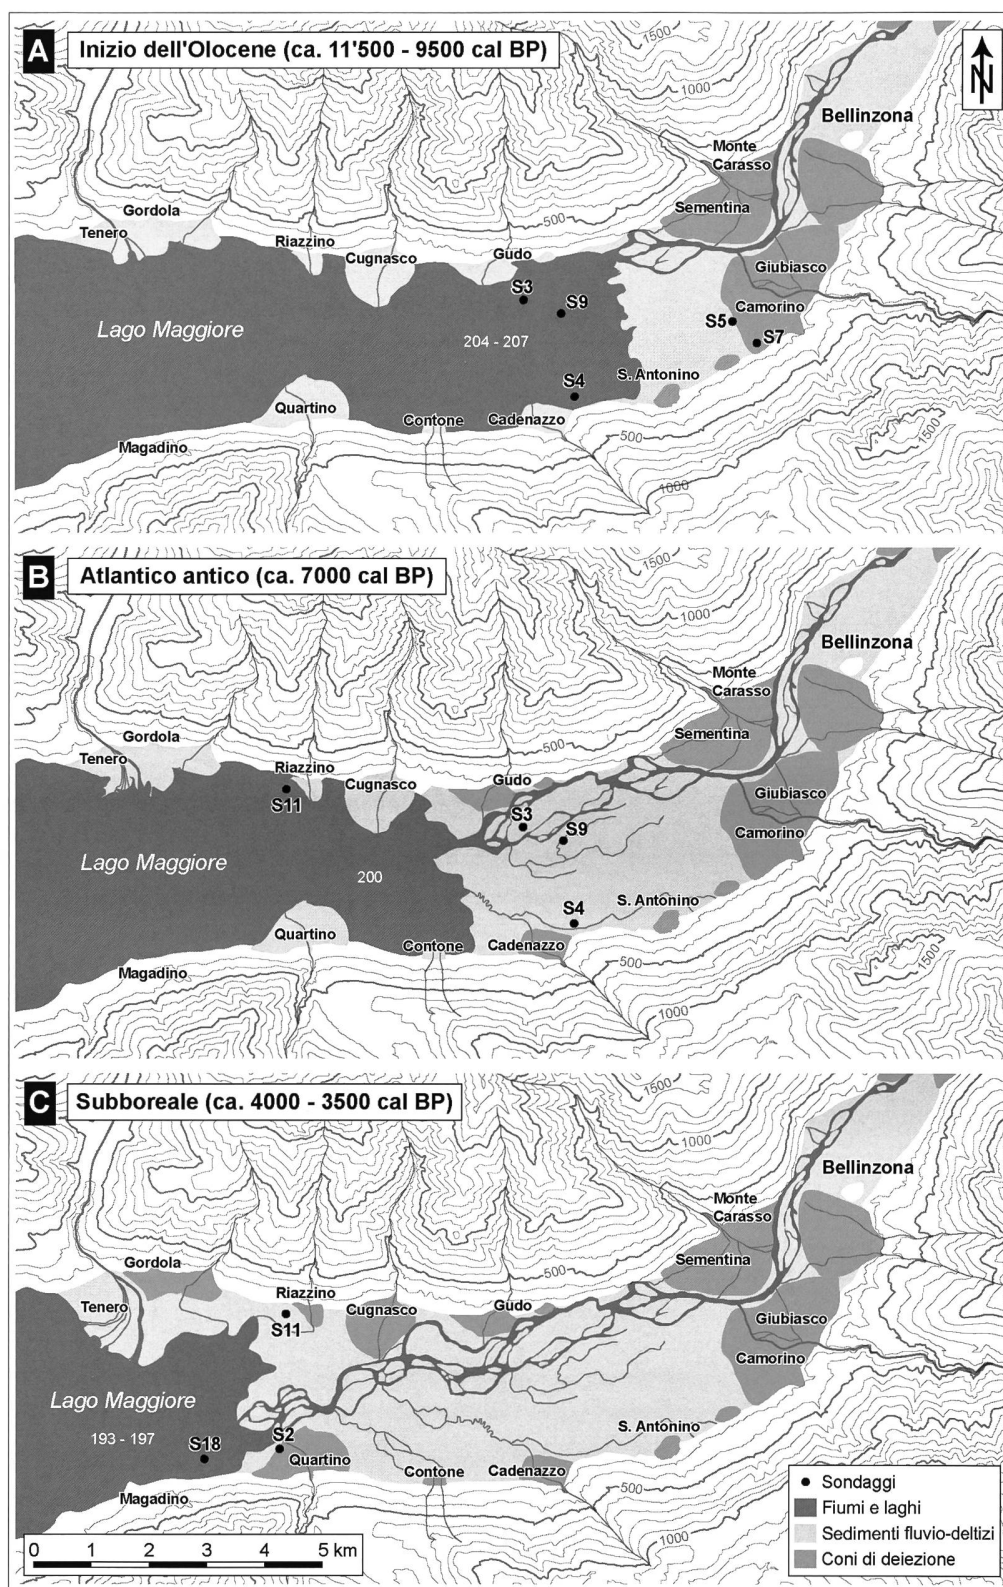 A
Inizio dell'Olocene (ca. 11'500 - 9500 cal BP)
N
1500
1000
Bellinzona
Monte
Carasso
Sementina
500
Gordola
Tenero
Riazzino
Cugnasco
Gudo
Giubiasco
S3
S9
Camorino
S5
S7
Lago Maggiore
204 - 207
S. Antonino
S4
Quartino
Contone
Cadenazzo
Magadino
500
1000
1500
B
Atlantico antico (ca. 7000 cal BP)
1500
1000
Bellinzona
Monte
Carasso
Sementina
500
Gordola
Tenero
Riazzino
S11
Cugnasco
Gudo
Giubiasco
S3
S9
Camorino
Lago Maggiore
200
S. Antonino
S4
Quartino
Contone
Cadenazzo
Magadino
500
1000
1500
C
Subboreale (ca. 4000 - 3500 cal BP)
1500
1000
Bellinzona
Monte
Carasso
Sementina
500
Gordola
Tenero
Riazzino
S11
Cugnasco
Gudo
Giubiasco
Camorino
Lago Maggiore
193 - 197
S18
S2
Quartino
S. Antonino
Contone
Cadenazzo
Magadino
500
1000
Sondaggi
Fiumi e laghi
Sedimenti fluvio-deltizi
Coni di deiezione
0 1 2 3 4 5 km